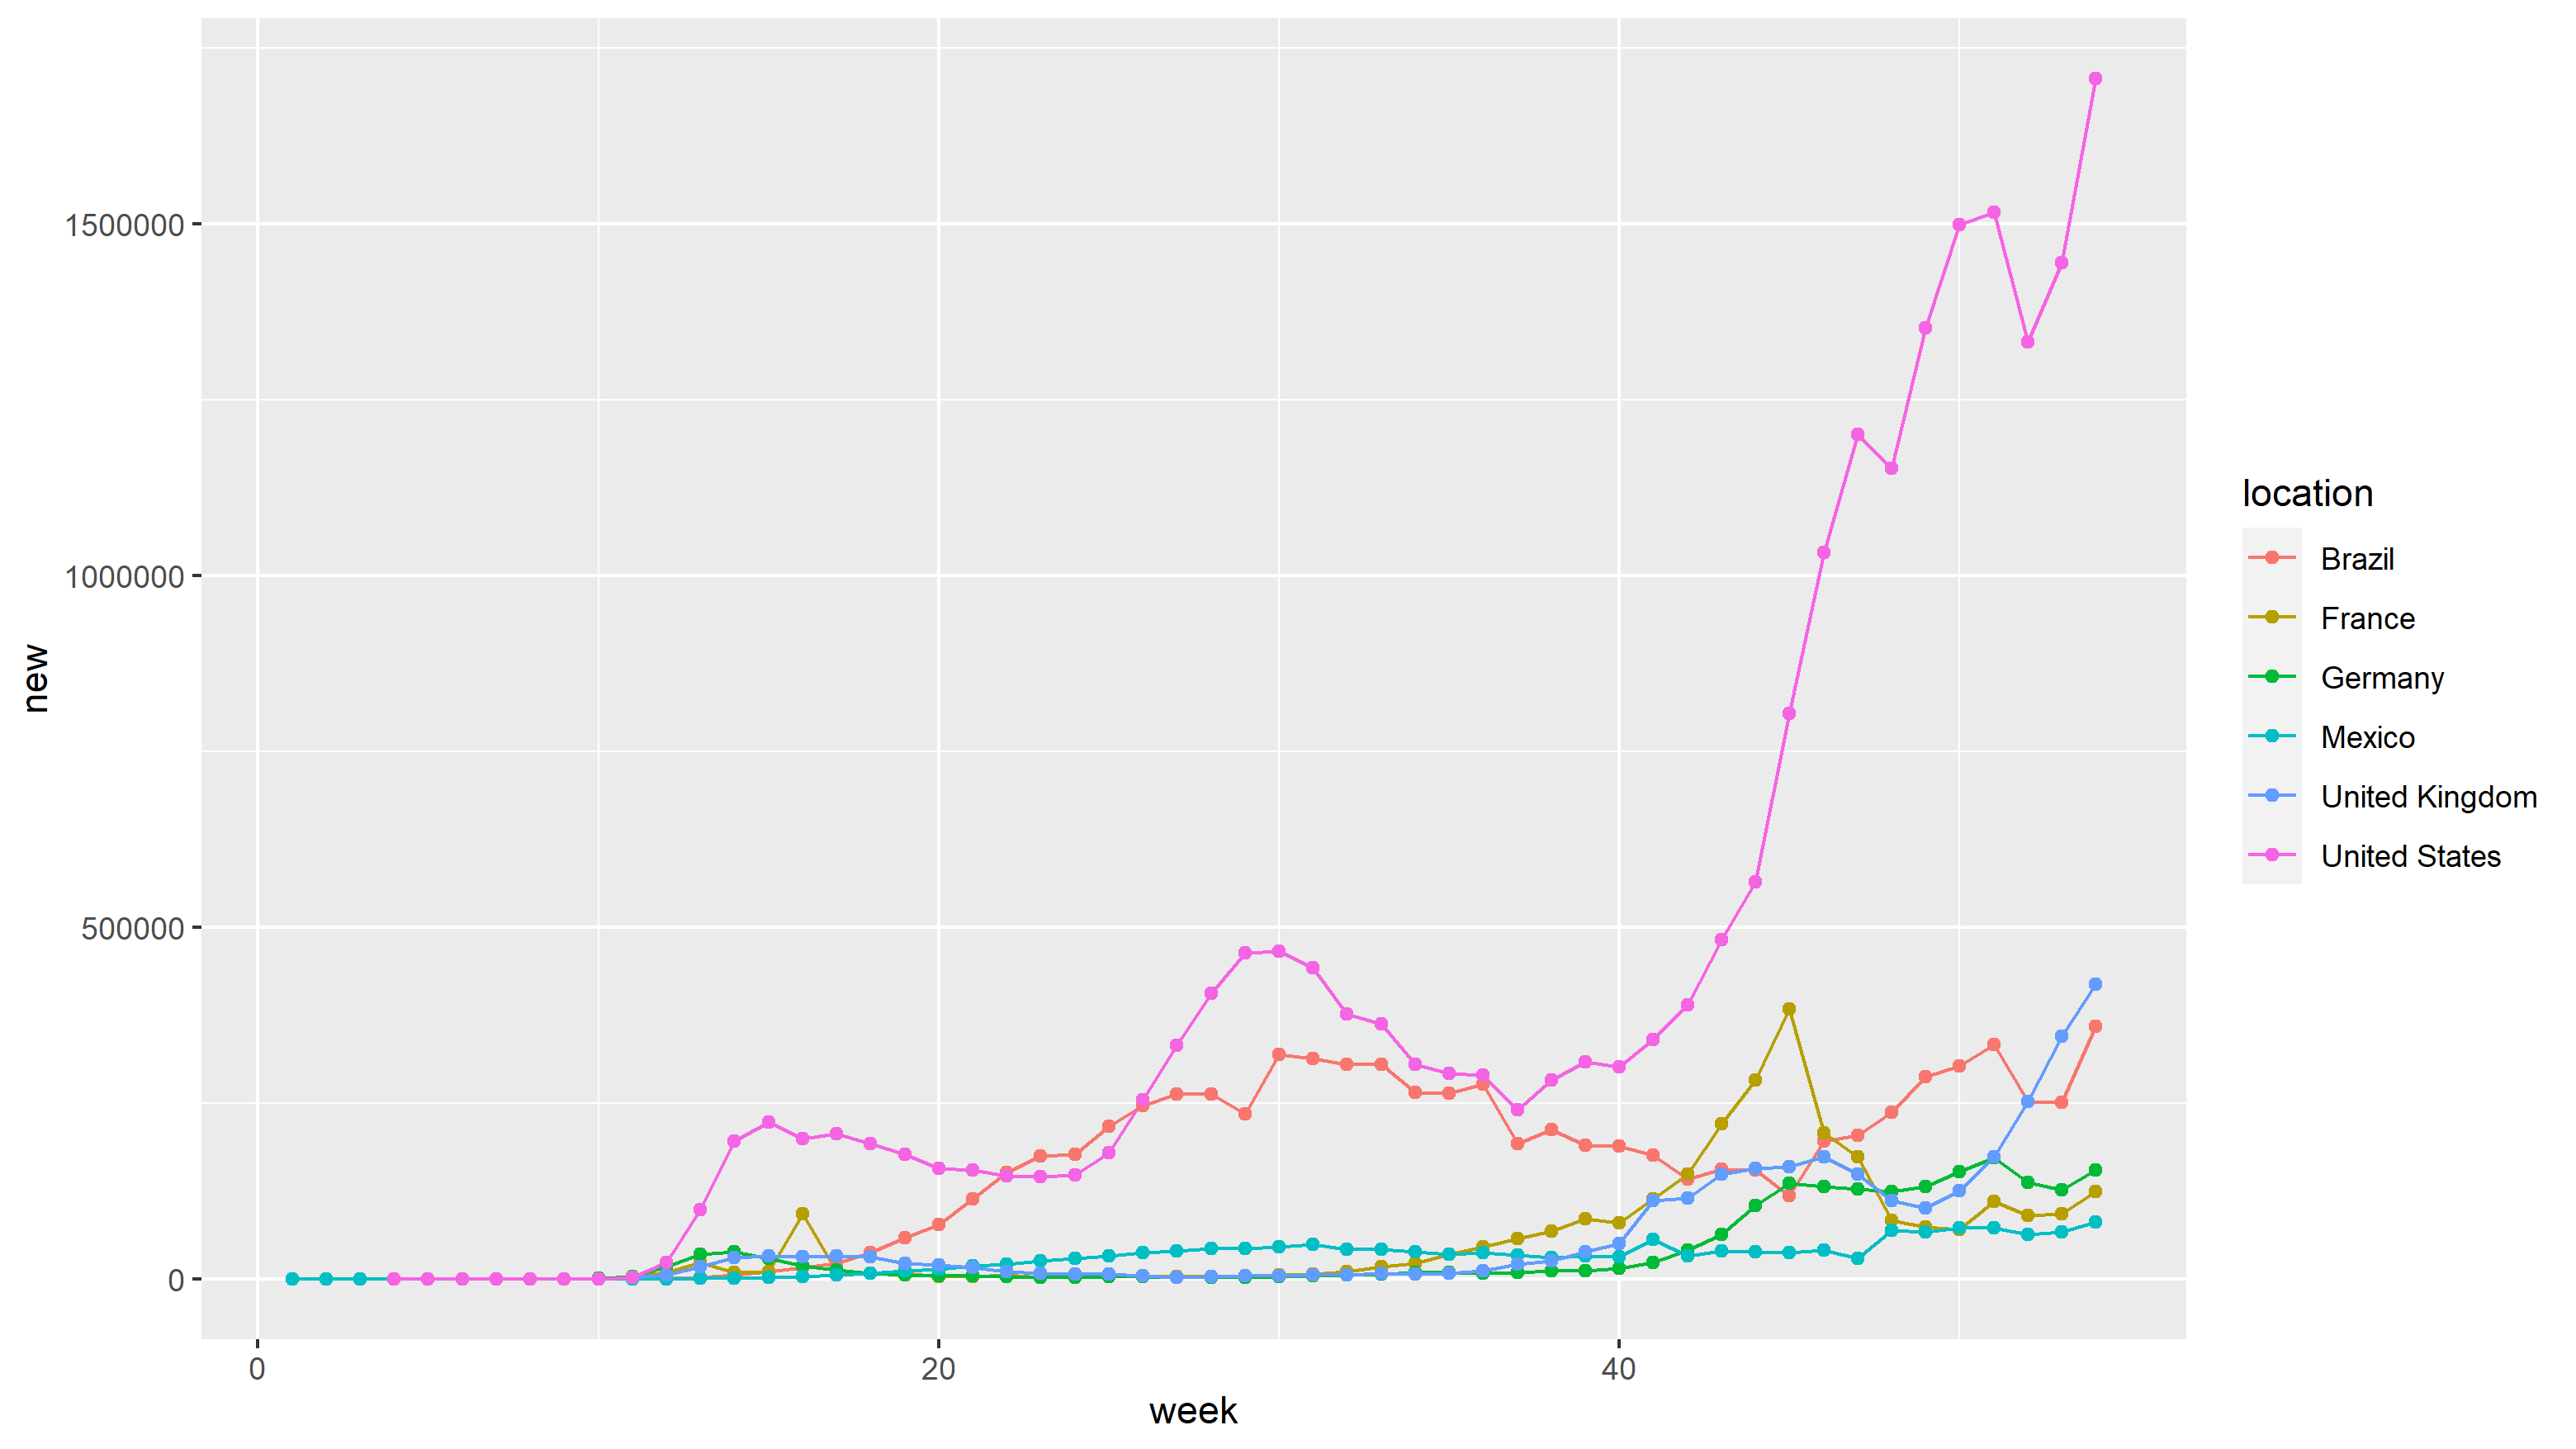 1500000
1000000
500000
0
new
0
20
40
week
location
Brazil
France
Germany
Mexico
United Kingdom
United States